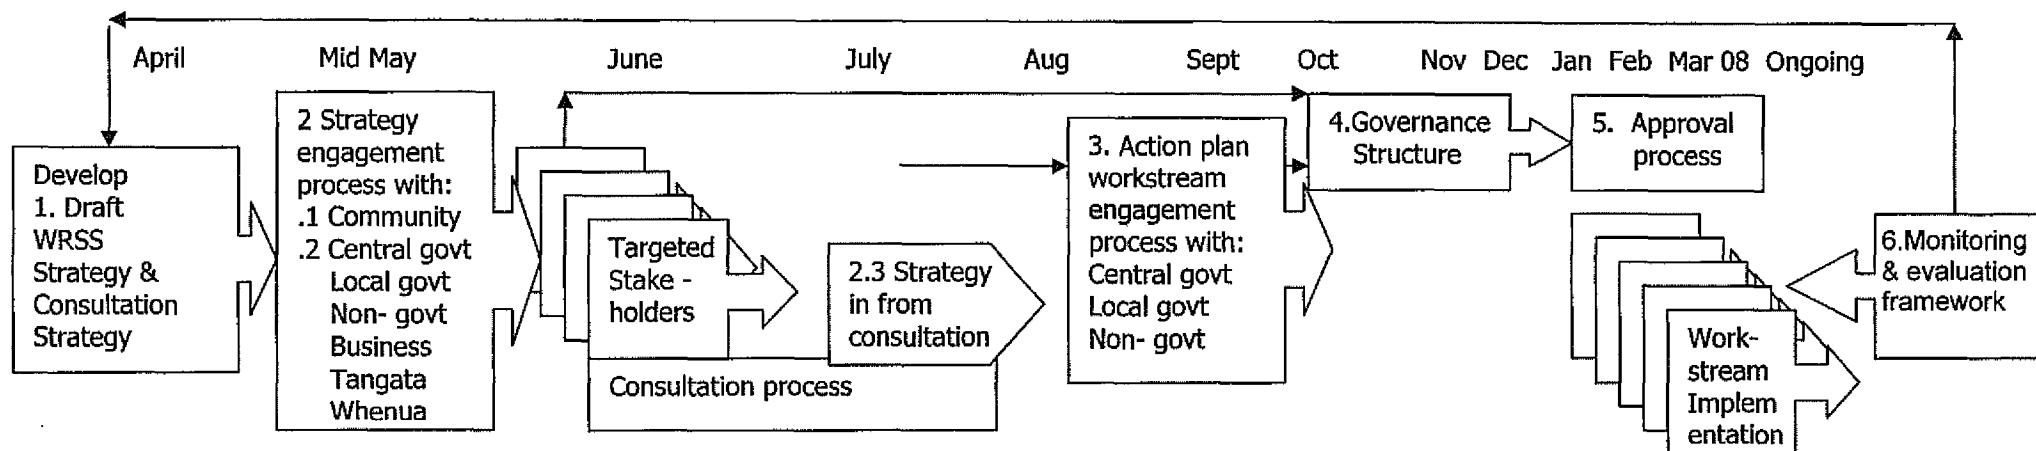 April Mid May June July Aug Sept Oct Nov Dec Jan Feb Mar 08 Ongoing
Develop
1. Draft
WRSS
Strategy &
Consultation
Strategy
2 Strategy
engagement
process with:
.1 Community
.2 Central govt
Local govt
Non- govt
Business
Tangata
Whenua
Targeted
Stake -
holders
2.3 Strategy
in from
consultation
Consultation process
3. Action plan
workstream
engagement
process with:
Central govt
Local govt
Non- govt
4.Governance
Structure
5. Approval
process
Work-
stream
Implem
entation
6.Monitoring
& evaluation
framework